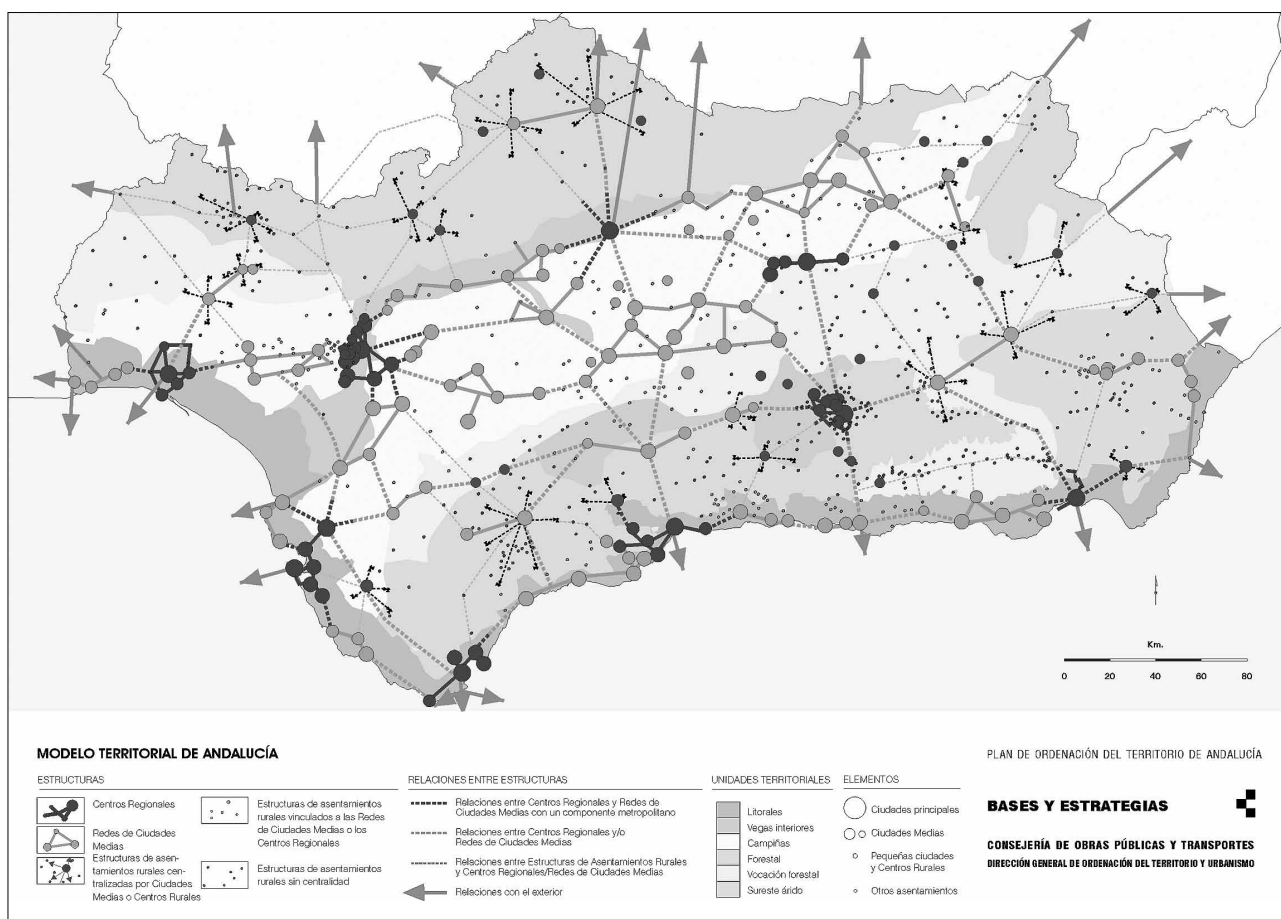 Km.
0 20 40 60 80
MODELO TERRITORIAL DE ANDALUCÍA
ESTRUCTURAS
Centros Regionales
Redes de Ciudades
Medias
Estructuras de asen-
tamientos rurales cen-
tralizadas por Ciudades
Medias o Centros Rurales
Estructuras de asentamientos
rurales vinculados a las Redes
de Ciudades Medias o los
Centros Regionales
Estructuras de asentamientos
rurales sin centralidad
RELACIONES ENTRE ESTRUCTURAS
Relaciones entre Centros Regionales y Redes de
Ciudades Medias con un componente metropolitano
Relaciones entre Centros Regionales y/o
Redes de Ciudades Medias
Relaciones entre Estructuras de Asentamientos Rurales
y Centros Regionales/Redes de Ciudades Medias
Relaciones con el exterior
UNIDADES TERRITORIALES
Litorales
Vegas interiores
Campiñas
Forestal
Vocación forestal
Sureste árido
ELEMENTOS
Ciudades principales
Ciudades Medias
Pequeñas ciudades
y Centros Rurales
Otros asentamientos
PLAN DE ORDENACIÓN DEL TERRITORIO DE ANDALUCÍA
BASES Y ESTRATEGIAS
CONSEJERÍA DE OBRAS PÚBLICAS Y TRANSPORTES
DIRECCIÓN GENERAL DE ORDENACIÓN DEL TERRITORIO Y URBANISMO